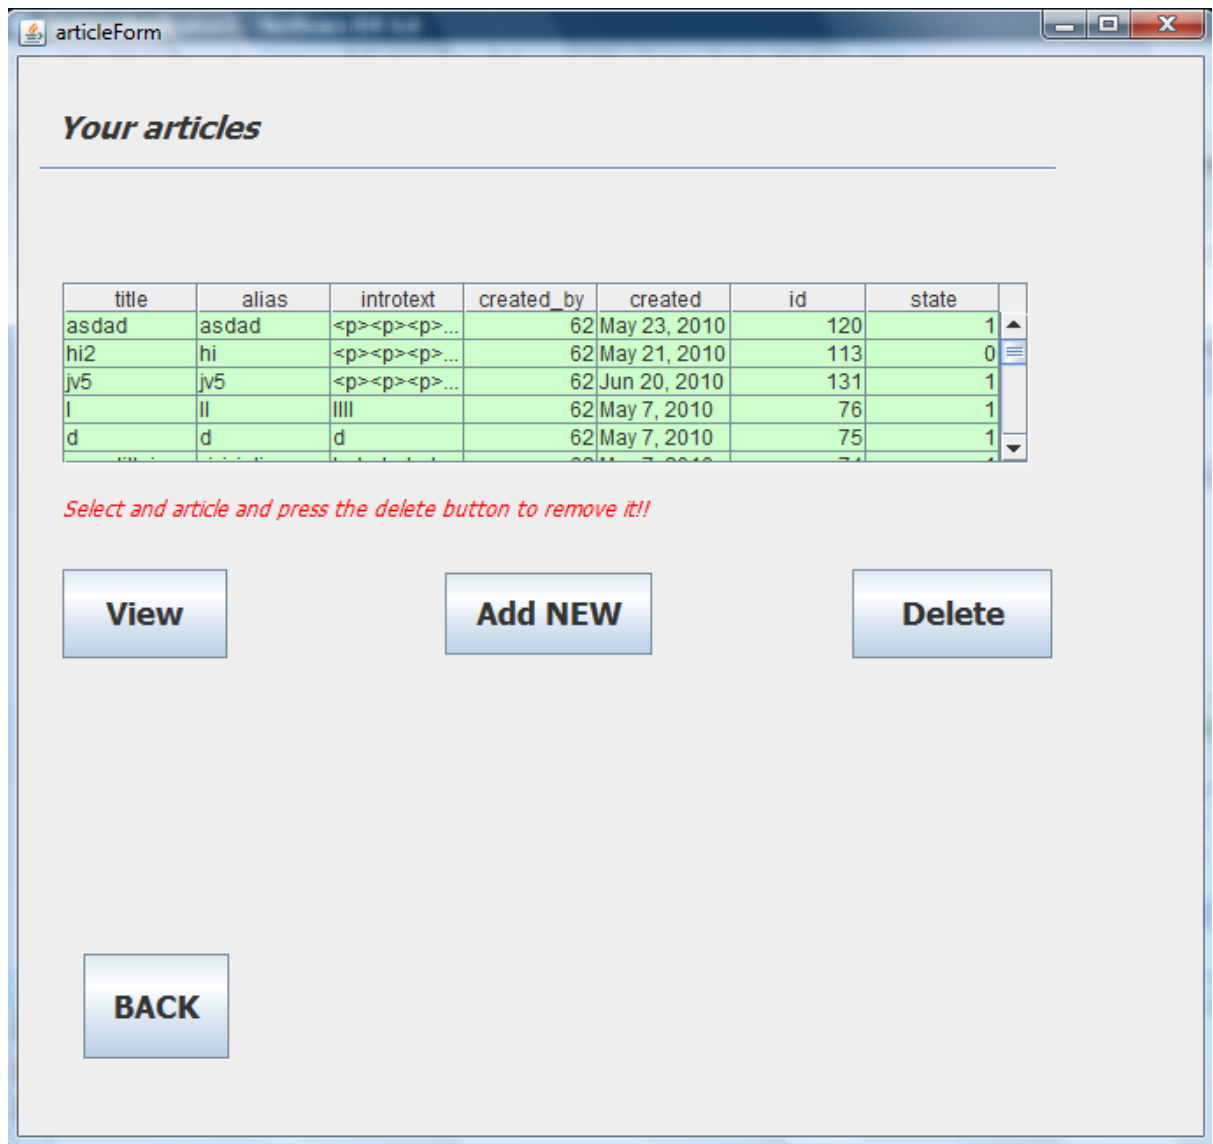 articleForm
Your articles
title alias introtext created_by created id state
asdad asdad <p><p><p>... 62 May 23, 2010 120 1
hi2 hi <p><p><p>... 62 May 21, 2010 113 0
jv5 jv5 <p><p><p>... 62 Jun 20, 2010 131 1
l ll llll 62 May 7, 2010 76 1
d d d 62 May 7, 2010 75 1
Select and article and press the delete button to remove it!!
View Add NEW Delete
BACK